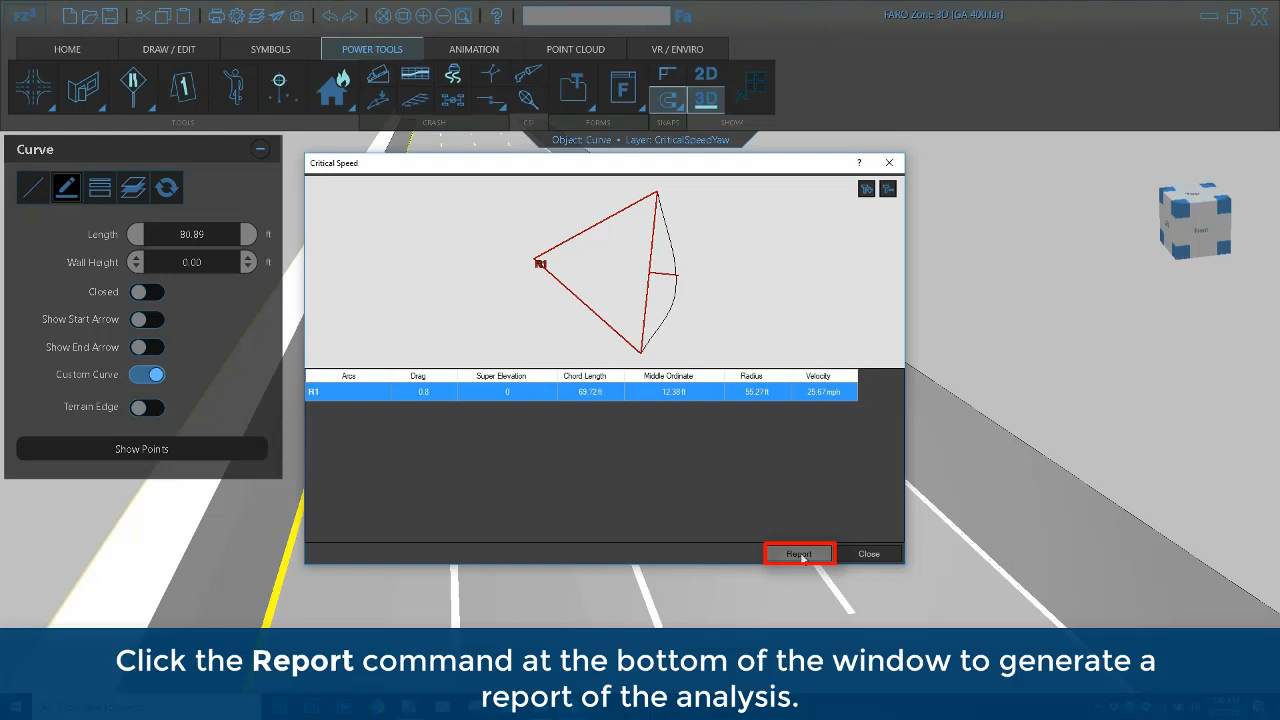 FZ3
Fa
FARO Zone 3D [GA 400.far]
HOME
DRAW / EDIT
SYMBOLS
POWER TOOLS
ANIMATION
POINT CLOUD
VR / ENVIRO
2D
3D
TOOLS
CRASH
FORMS
SNAPS
SHOW
Object: Curve • Layer: CriticalSpeedYaw
Curve
Critical Speed
?
R1
Length
80.89
ft
Wall Height
0.00
ft
Closed
Show Start Arrow
Show End Arrow
Custom Curve
Terrain Edge
Show Points
Arcs
Drag
Super Elevation
Chord Length
Middle Ordinate
Radius
Velocity
R1
0.8
0
69.72 ft
12.38 ft
55.27 ft
25.67 mph
Report
Close
Click the Report command at the bottom of the window to generate a
report of the analysis.